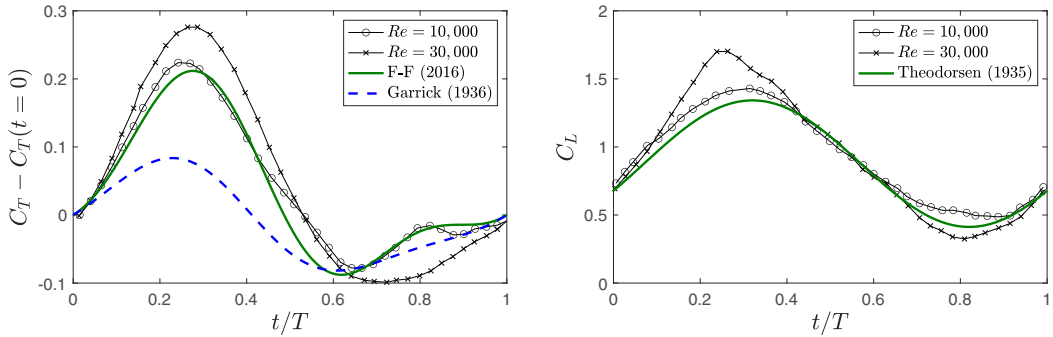 0.3
0.2
0.1
0
-0.1
C_T − C_T(t = 0)
0
0.2
0.4
0.6
0.8
1
t/T
Re = 10,000
Re = 30,000
F-F (2016)
Garrick (1936)
2
1.5
1
0.5
0
C_L
0
0.2
0.4
0.6
0.8
1
t/T
Re = 10,000
Re = 30,000
Theodorsen (1935)